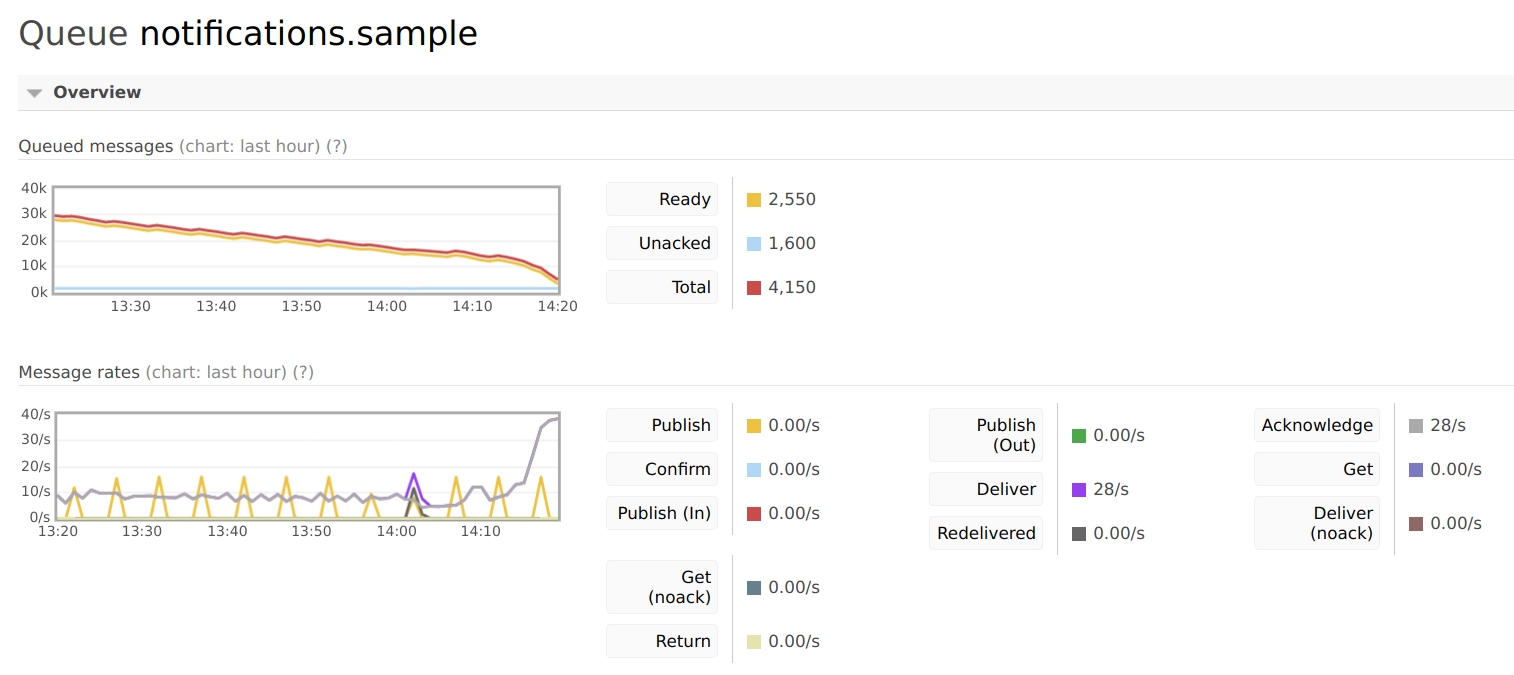 Queue notifications.sample
Overview
Queued messages (chart: last hour) (?)
40k
30k
20k
10k
0k
13:30 13:40 13:50 14:00 14:10 14:20
Ready 2,550
Unacked 1,600
Total 4,150
Message rates (chart: last hour) (?)
40/s
30/s
20/s
10/s
0/s
13:20 13:30 13:40 13:50 14:00 14:10
Publish 0.00/s
Confirm 0.00/s
Publish (In) 0.00/s
Publish
(Out) 0.00/s
Deliver 28/s
Redelivered 0.00/s
Acknowledge 28/s
Get 0.00/s
Deliver
(noack) 0.00/s
Get
(noack) 0.00/s
Return 0.00/s